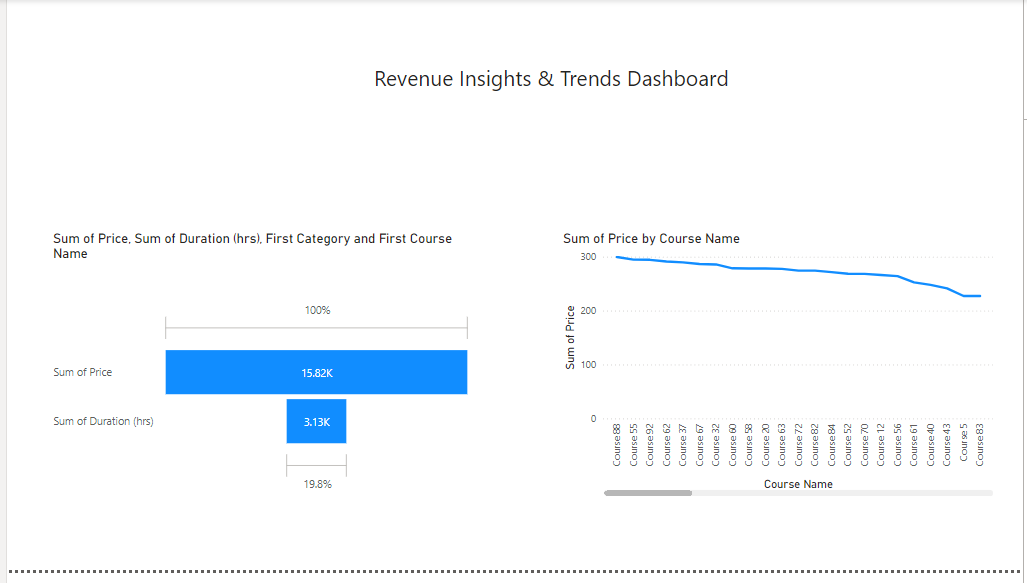 Revenue Insights & Trends Dashboard
Sum of Price, Sum of Duration (hrs), First Category and First Course
Name
100%
Sum of Price
15.82K
Sum of Duration (hrs)
3.13K
19.8%
Sum of Price by Course Name
300
200
100
0
Sum of Price
Course 88
Course 55
Course 92
Course 62
Course 37
Course 67
Course 32
Course 60
Course 58
Course 20
Course 63
Course 72
Course 82
Course 84
Course 52
Course 70
Course 12
Course 56
Course 61
Course 40
Course 43
Course 5
Course 83
Course Name